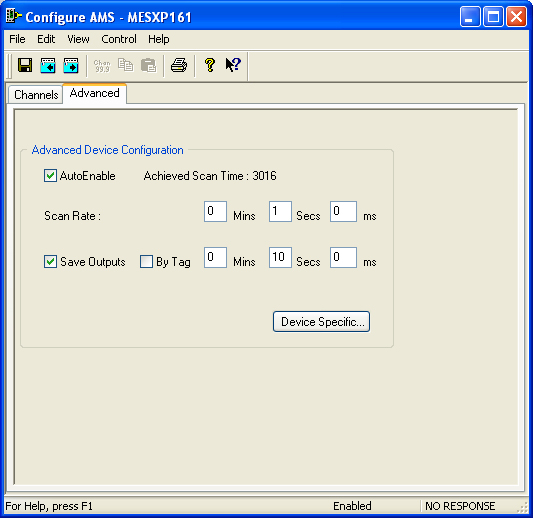 Configure AMS - MESXP161
File Edit View Control Help
Chan 99.9
Channels Advanced
Advanced Device Configuration
AutoEnable Achieved Scan Time : 3016
Scan Rate : 0 Mins 1 Secs 0 ms
Save Outputs By Tag 0 Mins 10 Secs 0 ms
Device Specific...
For Help, press F1 Enabled NO RESPONSE